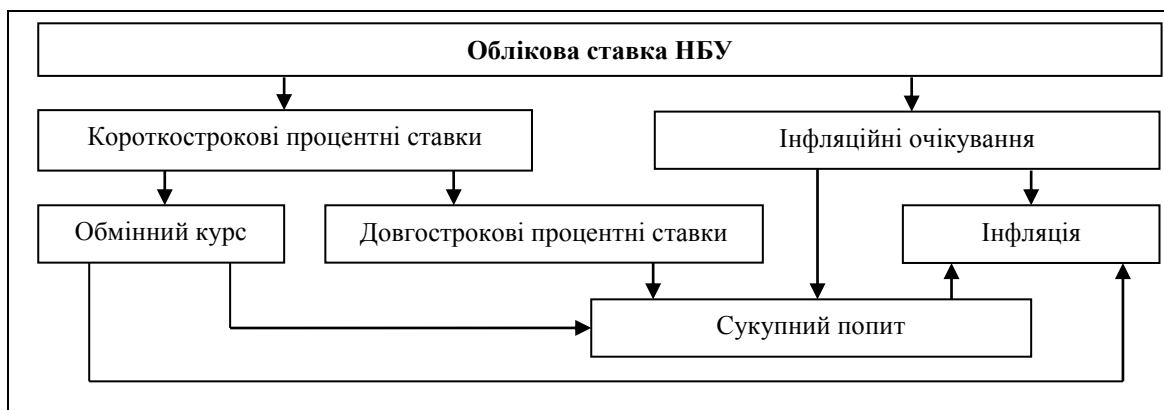 Облікова ставка НБУ
Короткострокові процентні ставки
Інфляційні очікування
Обмінний курс
Довгострокові процентні ставки
Інфляція
Сукупний попит